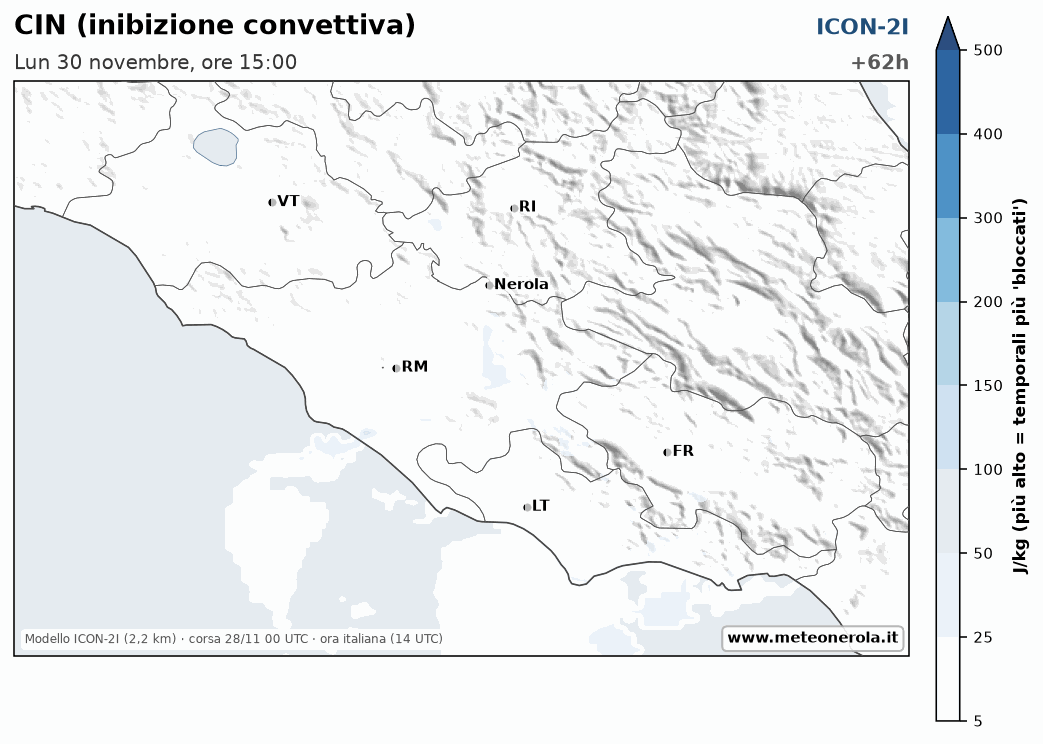 CIN (inibizione convettiva)
ICON-2I
Lun 30 novembre, ore 15:00
+62h
VT
RI
Nerola
RM
FR
LT
Modello ICON-2I (2,2 km) · corsa 28/11 00 UTC · ora italiana (14 UTC)
www.meteonerola.it
500
400
300
200
150
100
50
25
5
J/kg (più alto = temporali più 'bloccati')